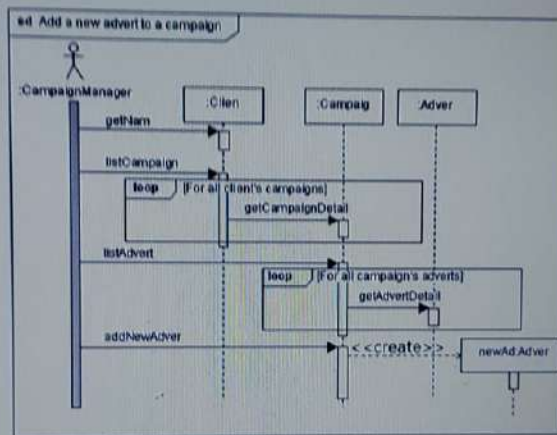 sd Add a new advert to a campaign
:CampaignManager
:Clien
:Campaig
:Adver
getNam
listCampaign
loop [For all client's campaigns]
getCampaignDetail
listAdvert
loop [For all campaign's adverts]
getAdvertDetail
addNewAdver
<<create>>
newAd:Adver